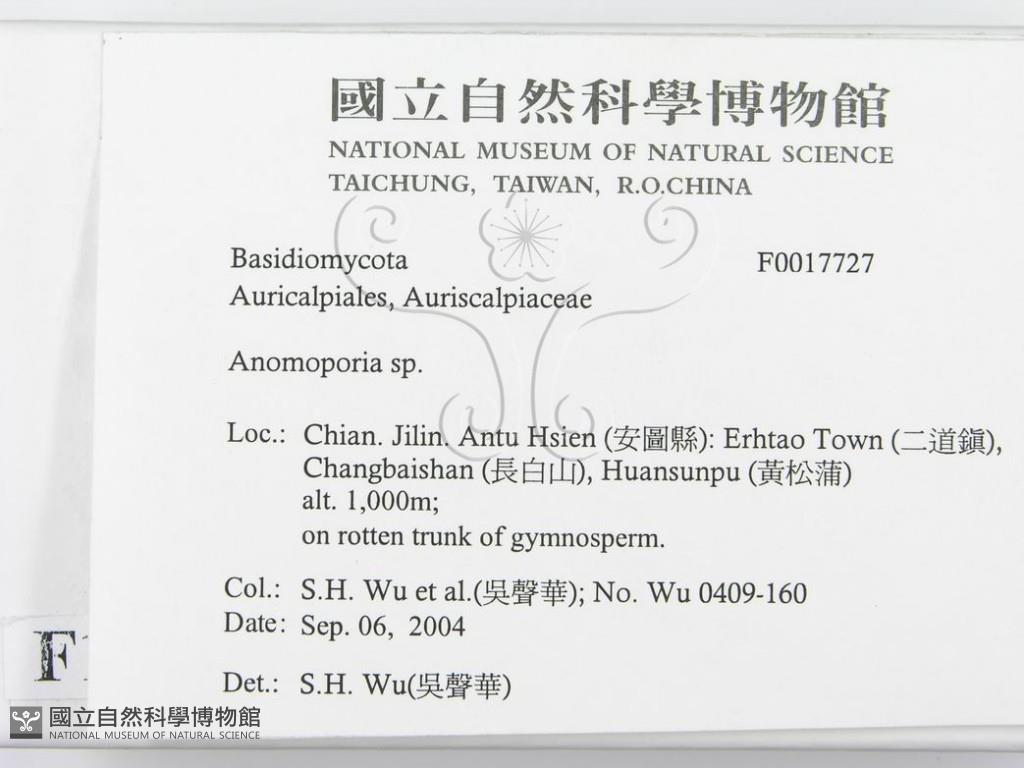 國立自然科學博物館
NATIONAL MUSEUM OF NATURAL SCIENCE
TAICHUNG, TAIWAN, R.O.CHINA
Basidiomycota F0017727
Auricalpiales, Auriscalpiaceae
Anomoporia sp.
Loc.: Chian. Jilin. Antu Hsien (安圖縣): Erhtao Town (二道鎮),
Changbaishan (長白山), Huansunpu (黃松蒲)
alt. 1,000m;
on rotten trunk of gymnosperm.
Col.: S.H. Wu et al.(吳聲華); No. Wu 0409-160
Date: Sep. 06, 2004
Det.: S.H. Wu(吳聲華)
F
國立自然科學博物館
NATIONAL MUSEUM OF NATURAL SCIENCE